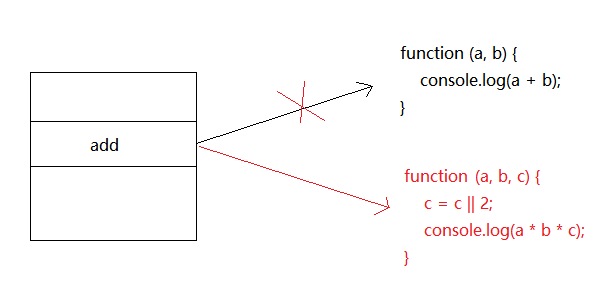 function (a, b) {
console.log(a + b);
}
add
function (a, b, c) {
c = c || 2;
console.log(a * b * c);
}